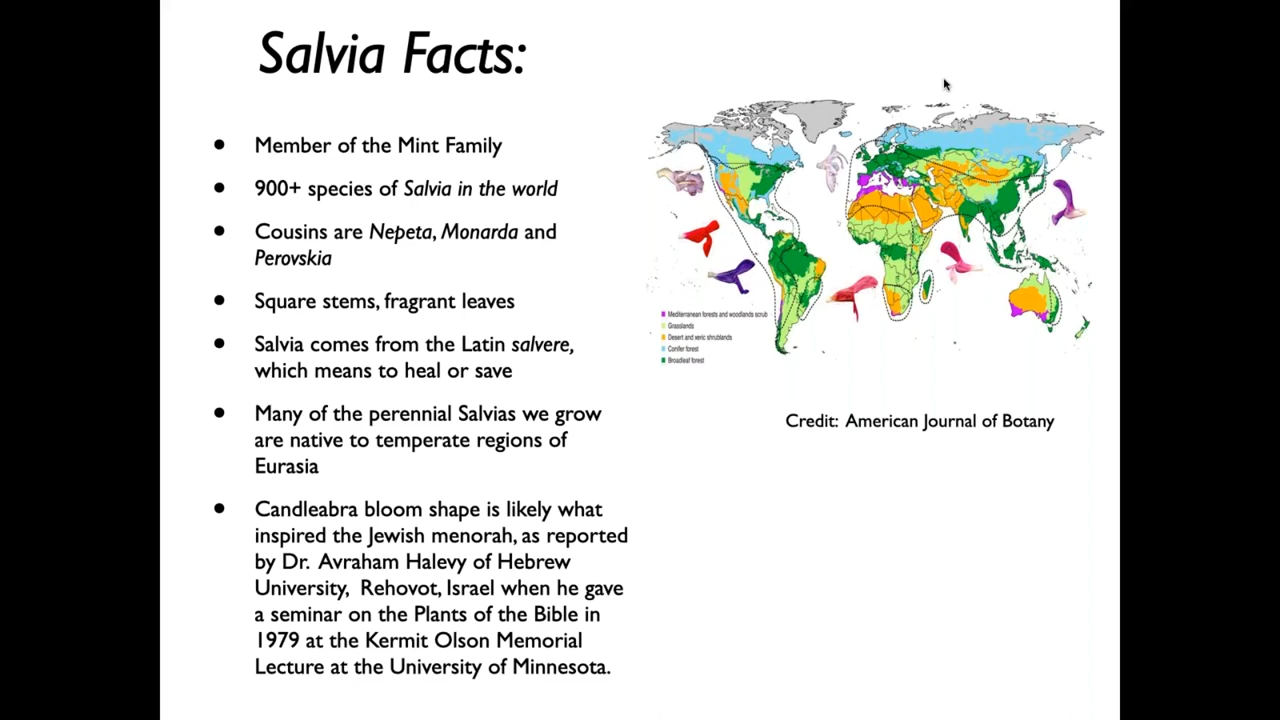 Salvia Facts:
Member of the Mint Family
900+ species of Salvia in the world
Cousins are Nepeta, Monarda and
Perovskia
Square stems, fragrant leaves
Salvia comes from the Latin salvere,
which means to heal or save
Many of the perennial Salvias we grow
are native to temperate regions of
Eurasia
Candleabra bloom shape is likely what
inspired the Jewish menorah, as reported
by Dr. Avraham Halevy of Hebrew
University, Rehovot, Israel when he gave
a seminar on the Plants of the Bible in
1979 at the Kermit Olson Memorial
Lecture at the University of Minnesota.
Mediterranean forests and woodlands scrub
Grasslands
Desert and xeric shrublands
Conifer forest
Broadleaf forest
Credit: American Journal of Botany